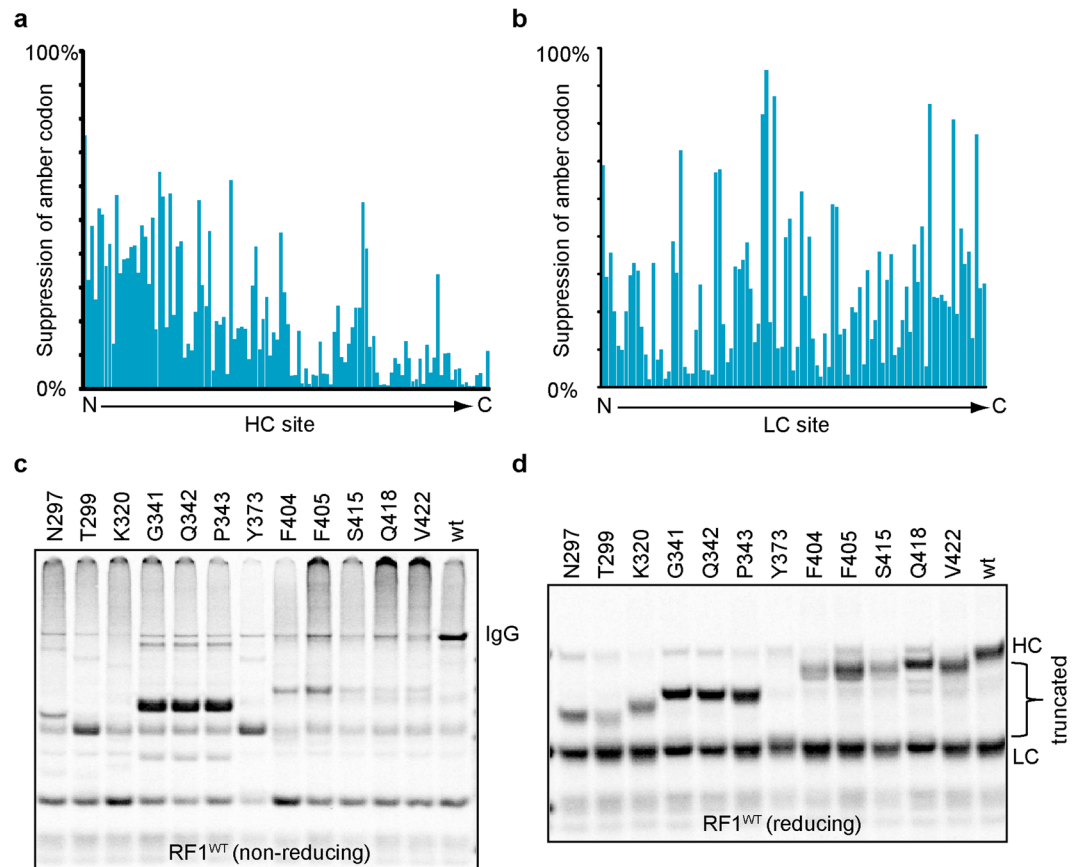 a
100%
Suppression of amber codon
0%
N
C
HC site
b
100%
Suppression of amber codon
0%
N
C
LC site
c
N297
T299
K320
G341
Q342
P343
Y373
F404
F405
S415
Q418
V422
wt
IgG
RF1WT (non-reducing)
d
N297
T299
K320
G341
Q342
P343
Y373
F404
F405
S415
Q418
V422
wt
HC
truncated
LC
RF1WT (reducing)